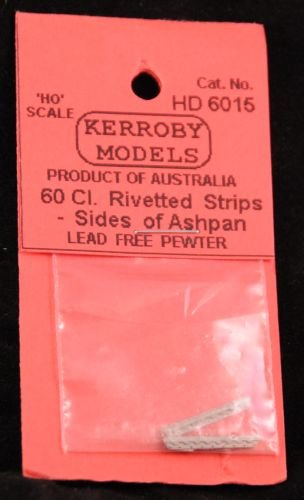 'HO'
SCALE
Cat. No.
HD 6015
KERROBY
MODELS
PRODUCT OF AUSTRALIA
60 Cl. Rivetted Strips
- Sides of Ashpan
LEAD FREE PEWTER